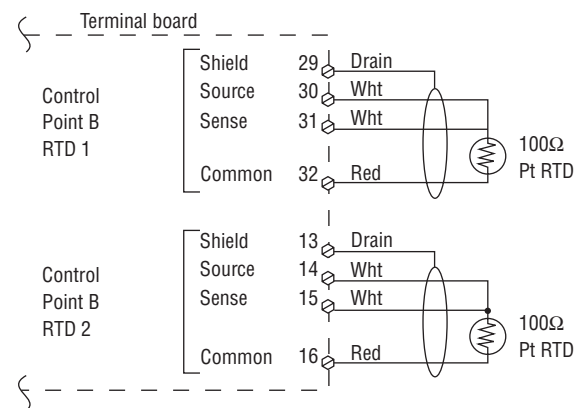 Terminal board
Control
Point B
RTD 1
Shield 29 Drain
Source 30 Wht
Sense 31 Wht
Common 32 Red
100Ω
Pt RTD
Control
Point B
RTD 2
Shield 13 Drain
Source 14 Wht
Sense 15 Wht
Common 16 Red
100Ω
Pt RTD